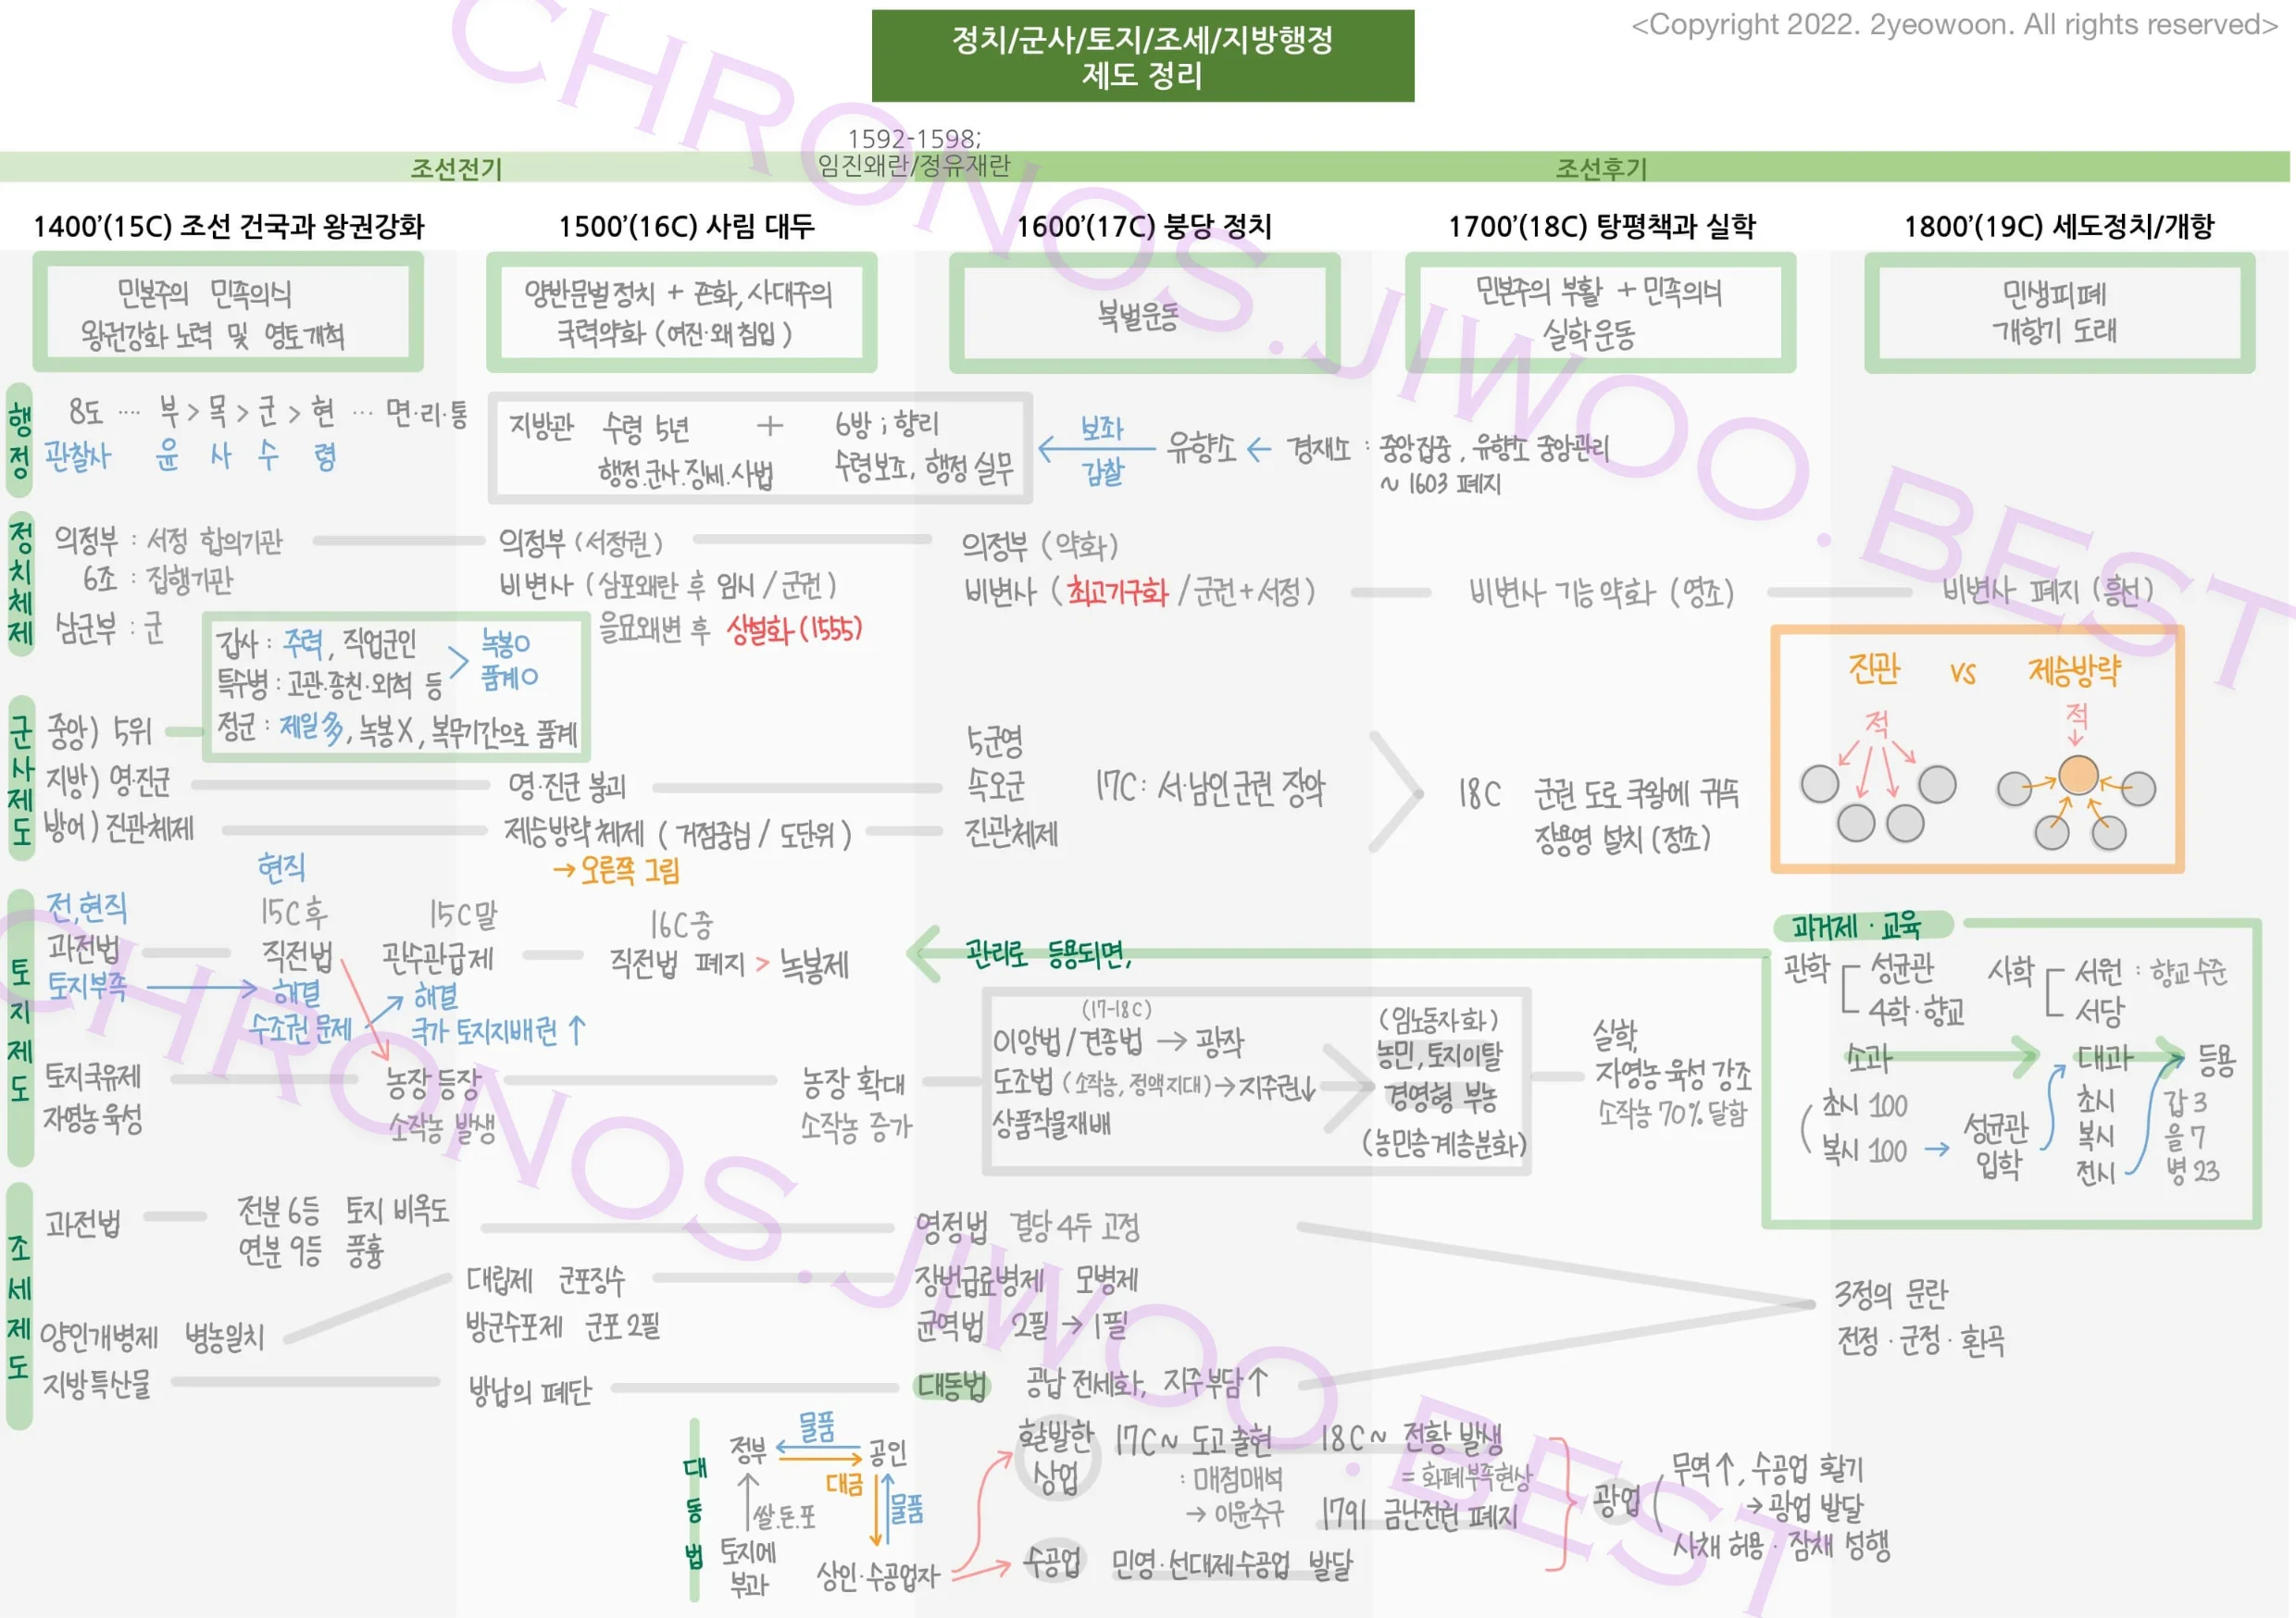 <Copyright 2022. 2yeowoon. All rights reserved>
정치/군사/토지/조세/지방행정
제도 정리
1592-1598;
임진왜란/정유재란
조선전기
조선후기
1400'(15C) 조선 건국과 왕권강화
1500'(16C) 사림 대두
1600'(17C) 붕당 정치
1700'(18C) 탕평책과 실학
1800'(19C) 세도정치/개항
민본주의 민족의식
왕권강화 노력 및 영토개척
양반문벌정치 + 존화, 사대주의
국력약화 (여진·왜 침입)
북벌운동
민본주의 부활 + 민족의식
실학운동
민생피폐
개항기 도래
행정
8도 ···· 부 > 목 > 군 > 현 ··· 면·리·통
관찰사 윤 사 수 령
지방관 수령 5년 + 6방 ; 향리
행정.군사.징세.사법 수령보조, 행정 실무
보좌
감찰
유향소 ← 경재소 : 중앙집중, 유향소 중앙관리
~ 1603 폐지
정치체제
의정부 : 서정 합의기관
6조 : 집행기관
삼군부 : 군
의정부 (서정권)
비변사 (삼포왜란 후 임시 / 군권)
을묘왜변 후 상설화 (1555)
의정부 (약화)
비변사 (최고기구화 / 군권+서정)
비변사 기능 약화 (영조)
비변사 폐지 (흥선)
갑사 : 주력, 직업군인
특수병 : 고관.종친.외척 등
> 녹봉O
품계O
정군 : 제일 多, 녹봉X, 복무기간으로 품계
군사제도
중앙) 5위
지방) 영·진군
방어) 진관체제
영·진군 붕괴
제승방략 체제 (거점중심 / 도단위)
→ 오른쪽 그림
5군영
속오군
진관체제
17C : 서·남인 군권 장악
18C 군권 도로 국왕에 귀속
장용영 설치 (정조)
진관 vs 제승방략
적
적
토지제도
전,현직
과전법
토지부족
현직
15C 후
직전법
해결
수조권 문제
15C 말
관수관급제
해결
국가 토지지배권 ↑
16C 중
직전법 폐지 > 녹봉제
관리로 등용되면,
토지국유제
자영농 육성
농장 등장
소작농 발생
농장 확대
소작농 증가
(17-18C)
이앙법/견종법 → 광작
도조법 (소작농, 정액지대) → 지주권↓
상품작물재배
(임노동자화)
농민, 토지이탈
경영형 부농
(농민층계층분화)
실학,
자영농 육성 강조
소작농 70% 달함
과거제 · 교육
관학 성균관
4학·향교
사학 서원 : 향교 수준
서당
소과
대과
등용
초시 100
복시 100 →
성균관
입학
초시
복시
전시
갑 3
을 7
병 23
조세제도
과전법
전분 6등 토지 비옥도
연분 9등 풍흉
영정법 결당 4두 고정
양인개병제 병농일치
대립제 군포징수
방군수포제 군포 2필
장번급료병제 모병제
균역법 2필 → 1필
3정의 문란
전정 · 군정 · 환곡
지방특산물
방납의 폐단
대동법 공납 전세화, 지주부담↑
대동법
정부
물품
대금
공인
쌀.돈.포
토지에
부과
물품
상인·수공업자
활발한
상업
17C~ 도고 출현
: 매점매석
→ 이윤추구
18C~ 전황 발생
= 화폐부족현상
1791 금난전권 폐지
수공업
민영·선대제수공업 발달
광업
무역↑, 수공업 활기
→ 광업 발달
사채 허용 · 잠채 성행
CHRONOS.JIWOO.BEST
CHRONOS.JIWOO.BEST